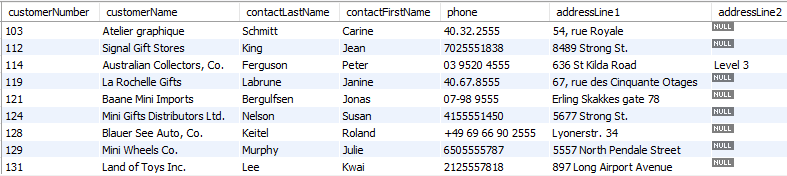 customerNumber customerName contactLastName contactFirstName phone addressLine1 addressLine2
103 Atelier graphique Schmitt Carine 40.32.2555 54, rue Royale NULL
112 Signal Gift Stores King Jean 7025551838 8489 Strong St. NULL
114 Australian Collectors, Co. Ferguson Peter 03 9520 4555 636 St Kilda Road Level 3
119 La Rochelle Gifts Labrune Janine 40.67.8555 67, rue des Cinquante Otages NULL
121 Baane Mini Imports Bergulfsen Jonas 07-98 9555 Erling Skakkes gate 78 NULL
124 Mini Gifts Distributors Ltd. Nelson Susan 4155551450 5677 Strong St. NULL
128 Blauer See Auto, Co. Keitel Roland +49 69 66 90 2555 Lyonerstr. 34 NULL
129 Mini Wheels Co. Murphy Julie 6505555787 5557 North Pendale Street NULL
131 Land of Toys Inc. Lee Kwai 2125557818 897 Long Airport Avenue NULL